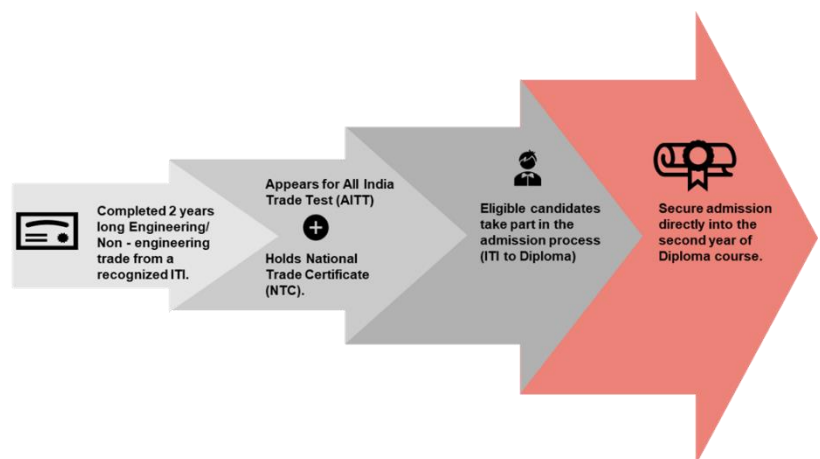 Completed 2 years
long Engineering/
Non - engineering
trade from a
recognized ITI.
Appears for All India
Trade Test (AITT)
Holds National
Trade Certificate
(NTC).
Eligible candidates
take part in the
admission process
(ITI to Diploma)
Secure admission
directly into the
second year of
Diploma course.